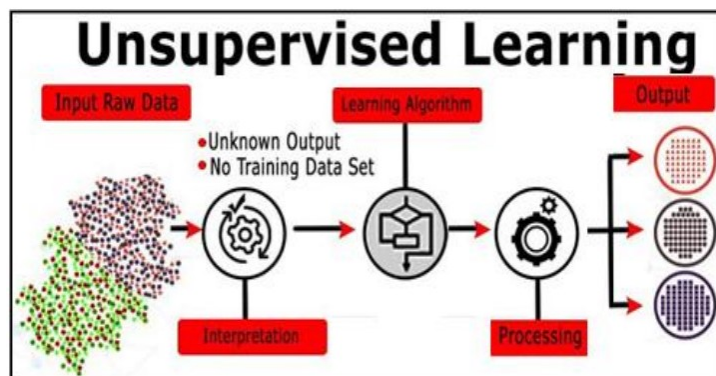 Unsupervised Learning
Input Raw Data
Learning Algorithm
Output
Unknown Output
No Training Data Set
Interpretation
Processing